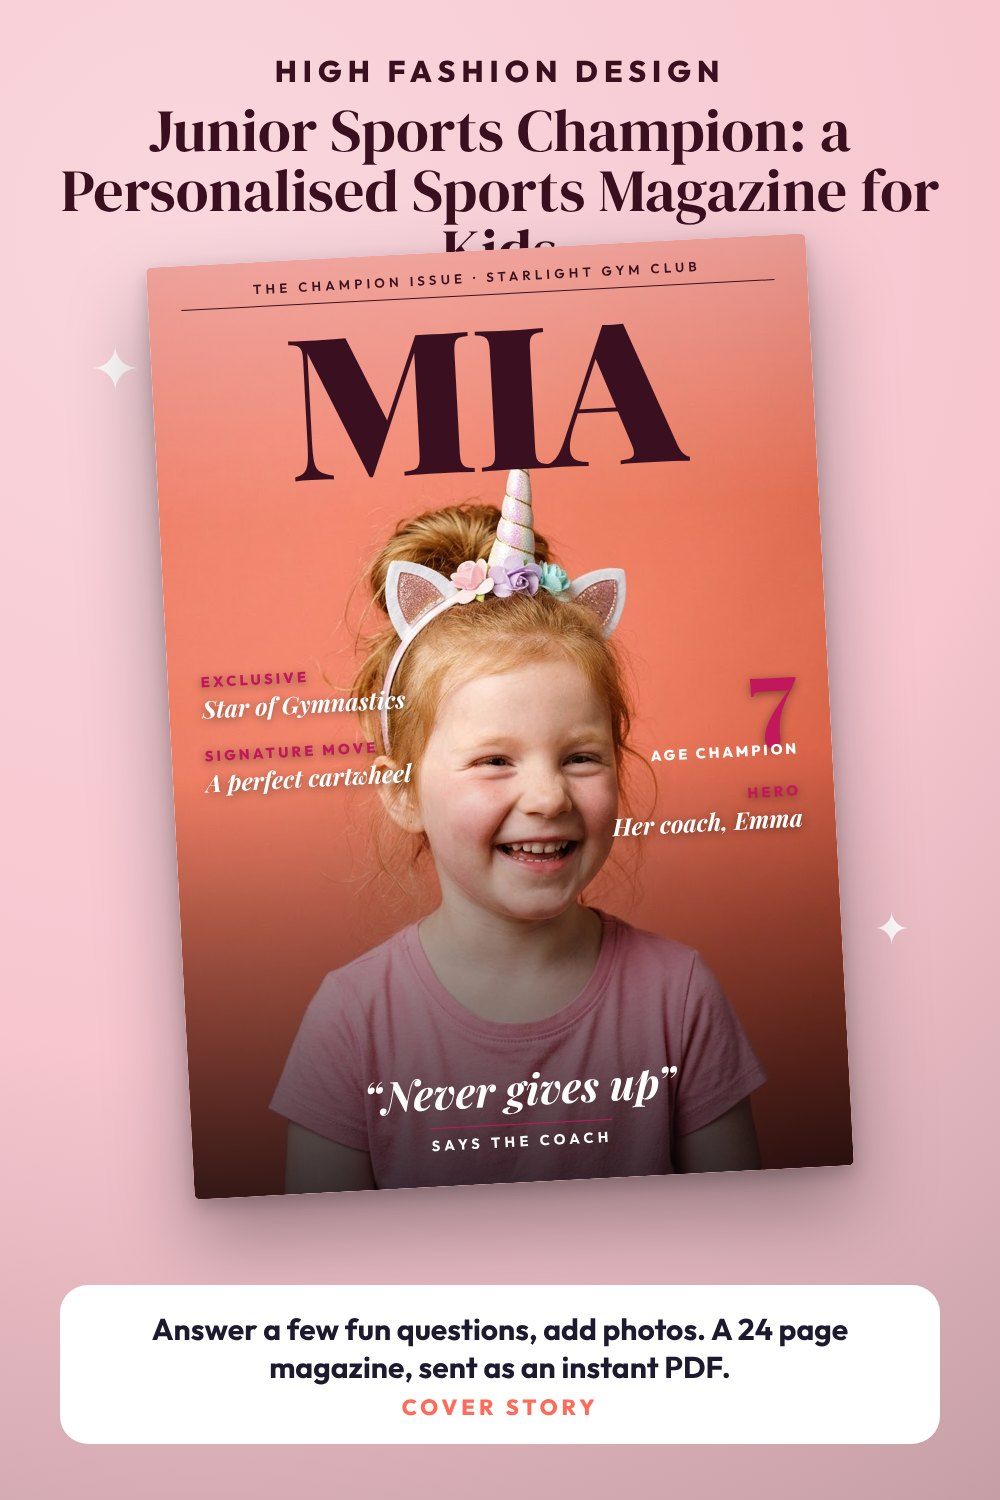 HIGH FASHION DESIGN
Junior Sports Champion: a
Personalised Sports Magazine for
Kids
THE CHAMPION ISSUE · STARLIGHT GYM CLUB
MIA
EXCLUSIVE
Star of Gymnastics
SIGNATURE MOVE
A perfect cartwheel
7
AGE CHAMPION
HERO
Her coach, Emma
“Never gives up”
SAYS THE COACH
Answer a few fun questions, add photos. A 24 page
magazine, sent as an instant PDF.
COVER STORY